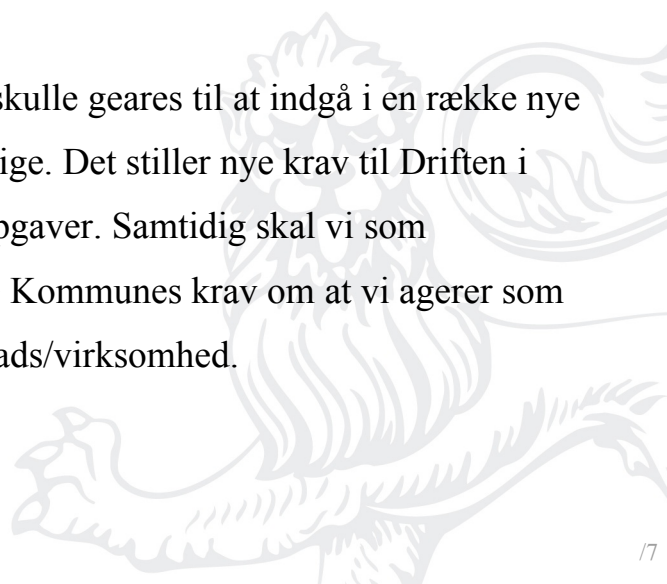 skulle geares til at indgå i en række nye
ige. Det stiller nye krav til Driften i
pgaver. Samtidig skal vi som
Kommunes krav om at vi agerer som
ads/virksomhed.
/7